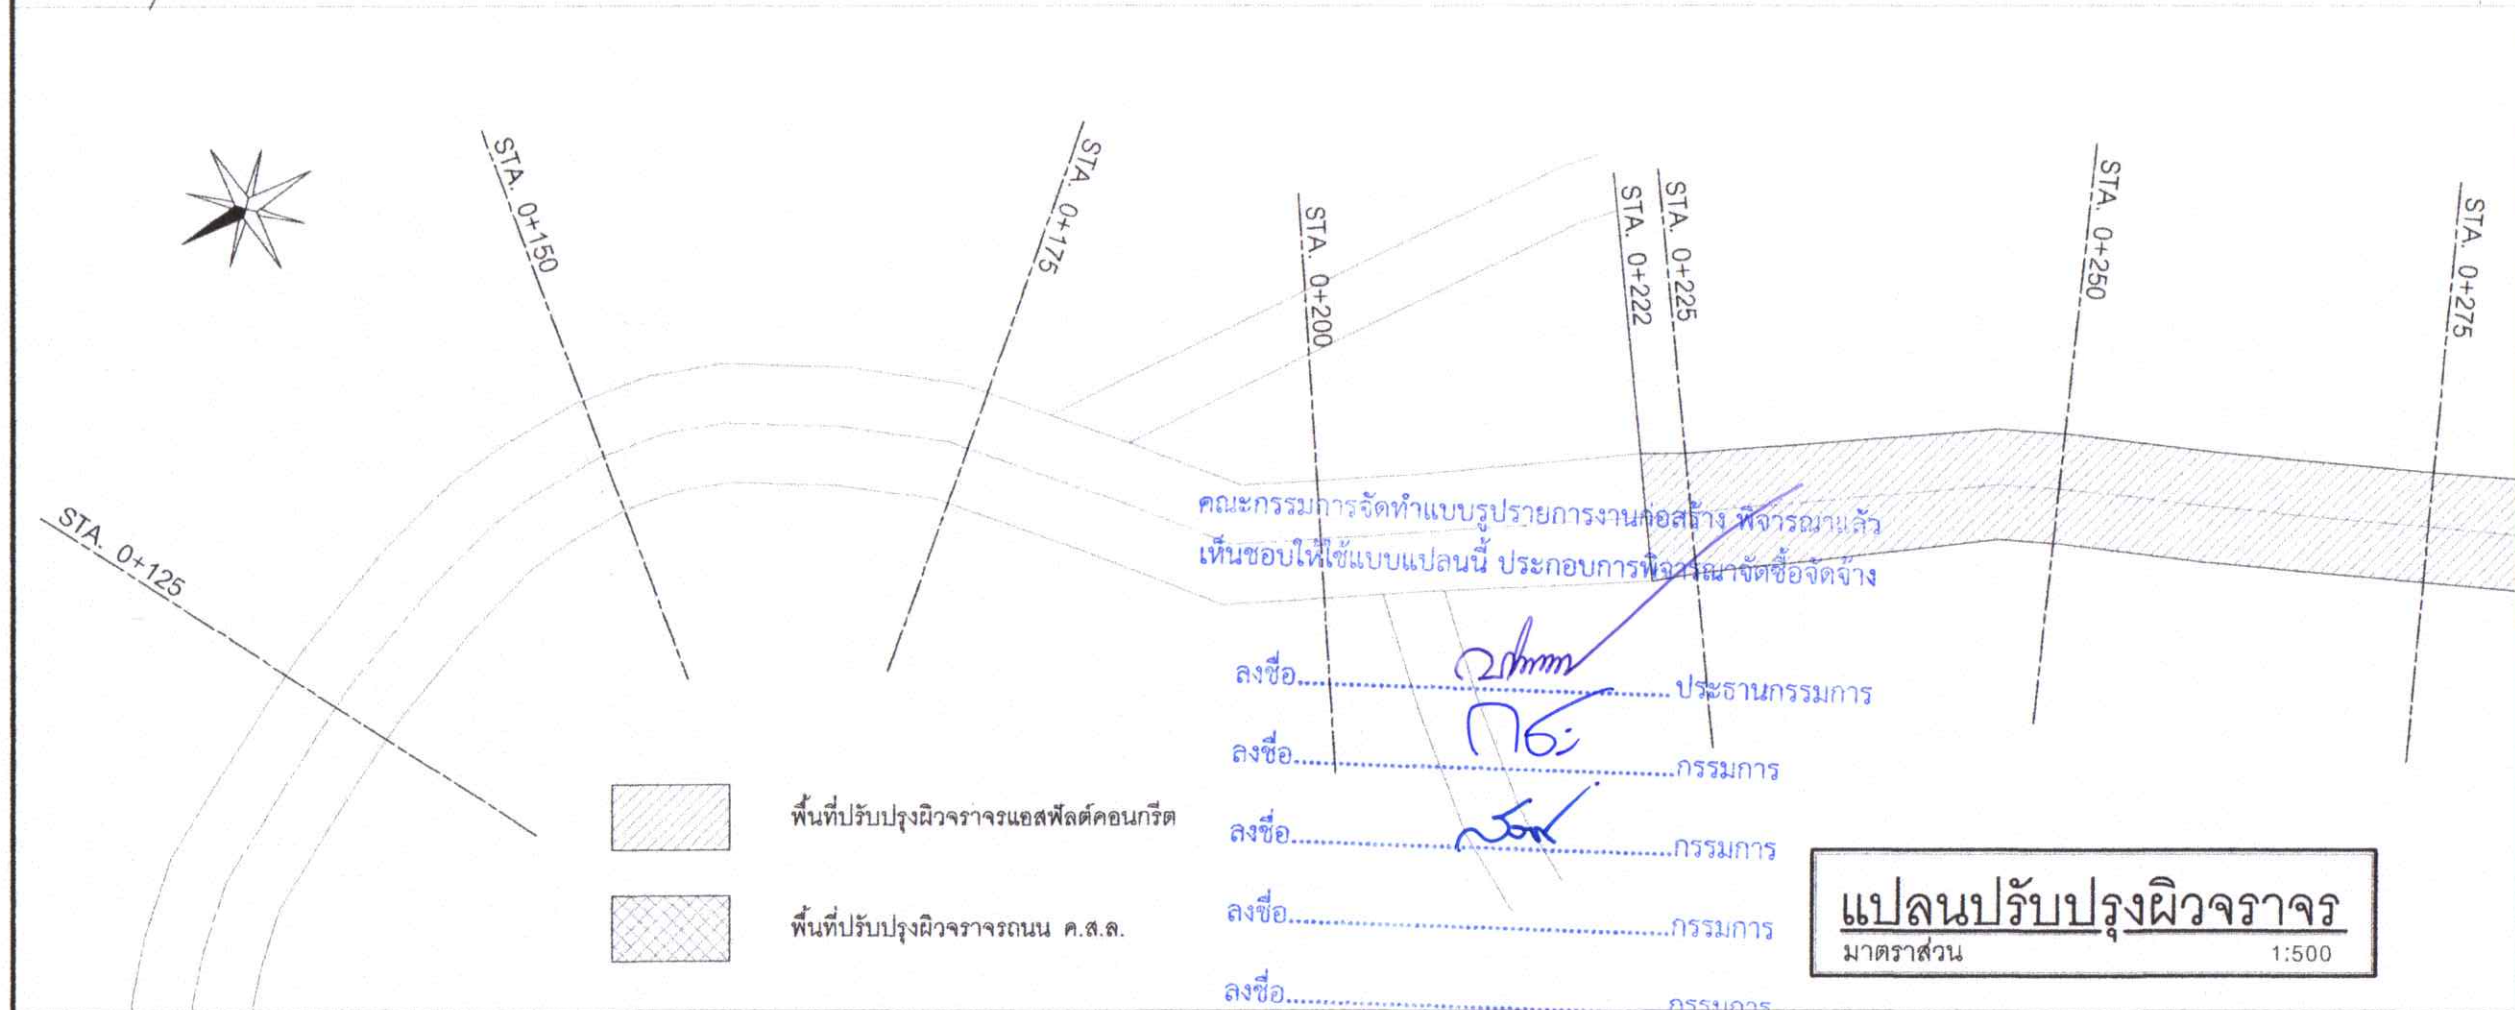 STA. 0+125
STA. 0+150
STA. 0+175
STA. 0+200
STA. 0+222
STA. 0+225
STA. 0+250
STA. 0+275
คณะกรรมการจัดทำแบบรูปรายการงานก่อสร้าง พิจารณาแล้ว
เห็นชอบให้ใช้แบบแปลนนี้ ประกอบการพิจารณาจัดซื้อจัดจ้าง
ลงชื่อ.......................................................ประธานกรรมการ
ลงชื่อ.......................................................กรรมการ
ลงชื่อ.......................................................กรรมการ
ลงชื่อ.......................................................กรรมการ
ลงชื่อ.......................................................กรรมการ
พื้นที่ปรับปรุงผิวจราจรแอสฟัลต์คอนกรีต
พื้นที่ปรับปรุงผิวจราจรถนน ค.ส.ล.
แปลนปรับปรุงผิวจราจร
มาตราส่วน 1:500